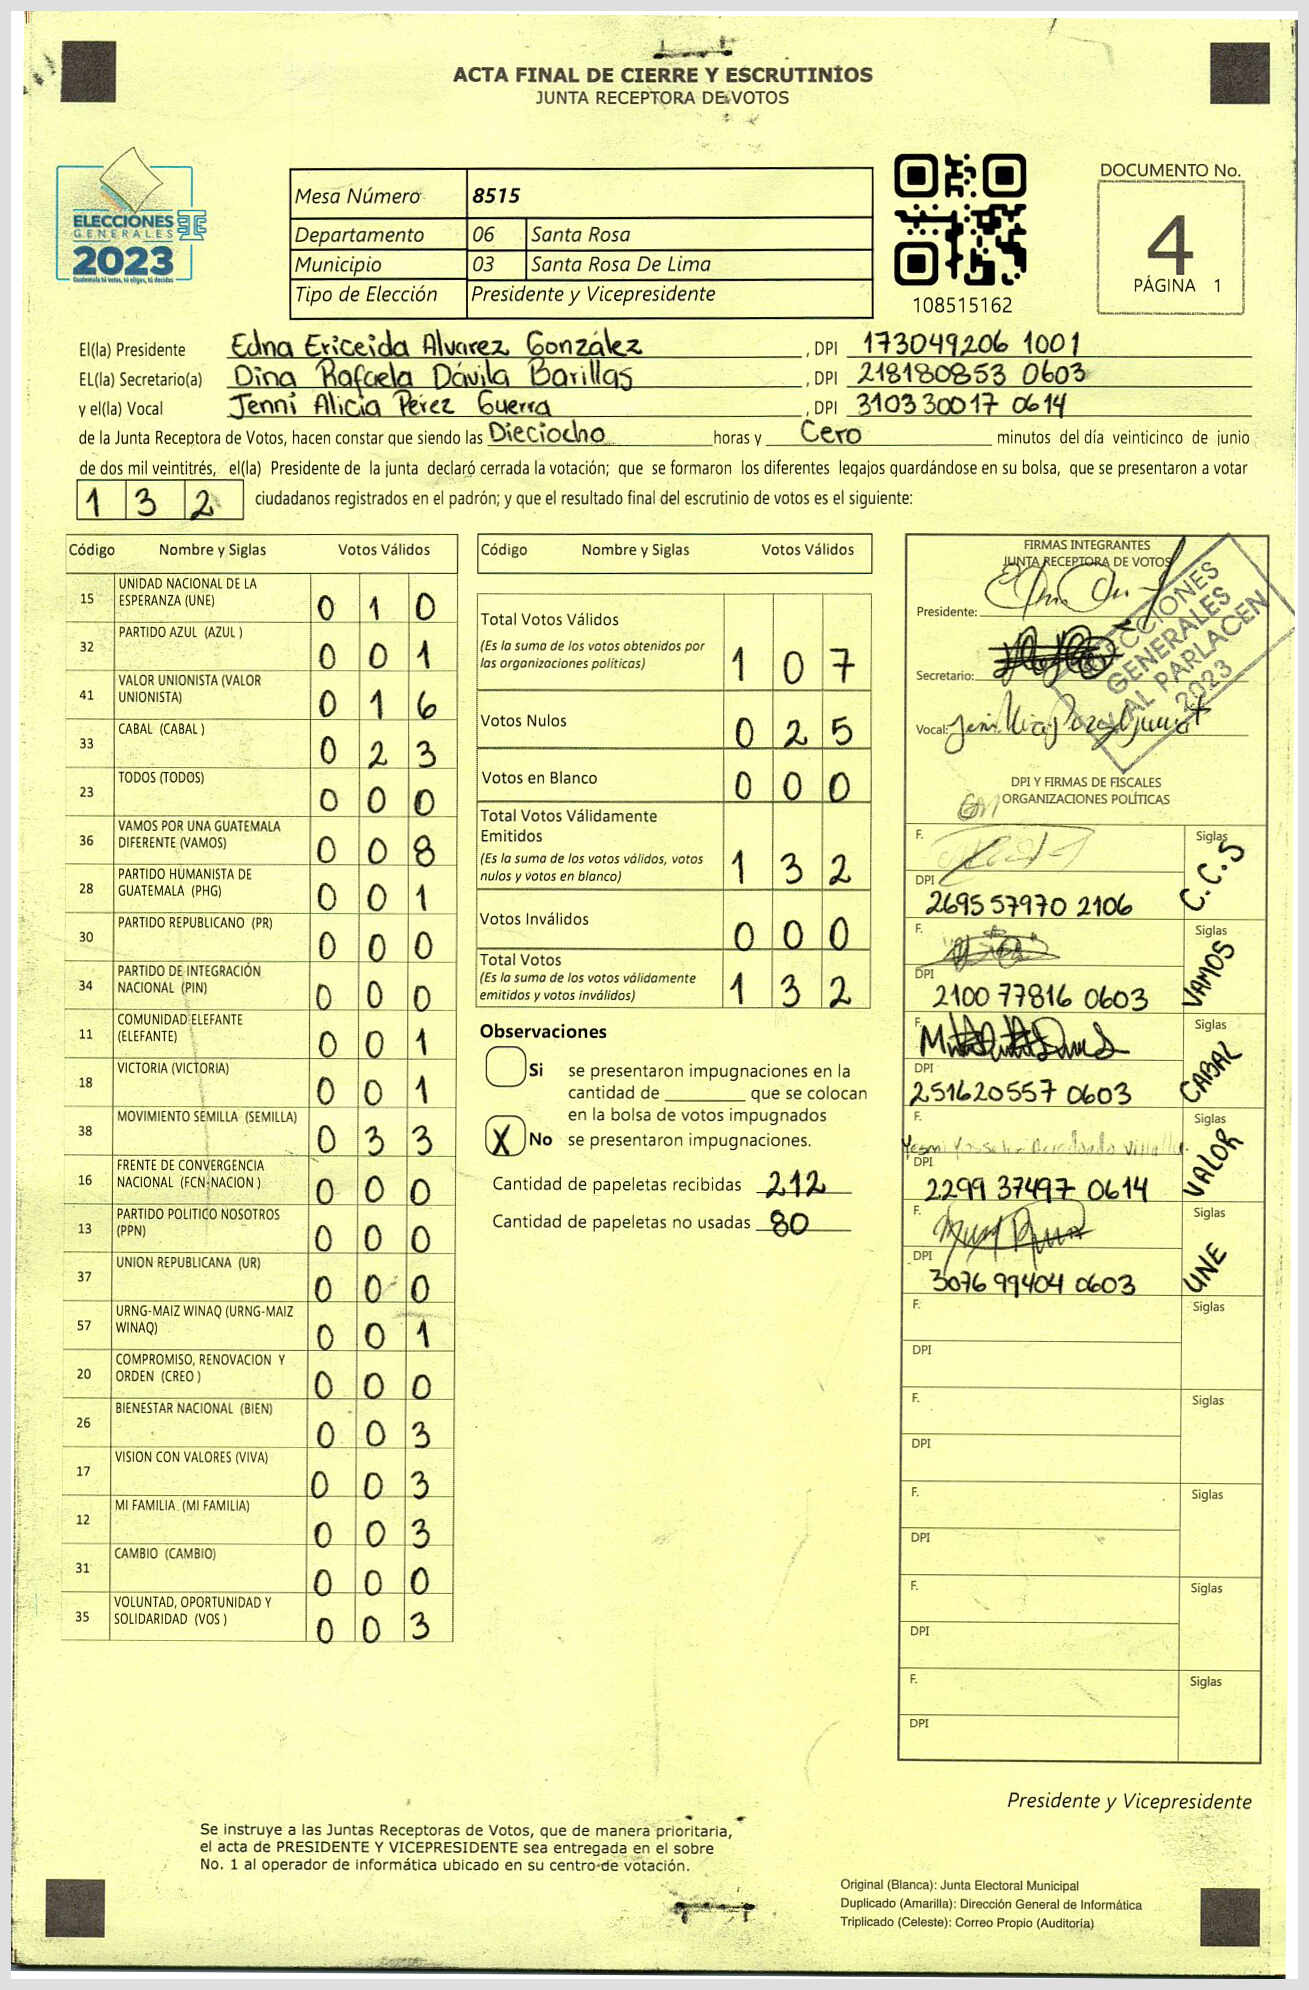 ACTA FINAL DE CIERRE Y ESCRUTINIOS
JUNTA RECEPTORA DE VOTOS
ELECCIONES
GENERALES
2023
Guatemala tú votas, tú eliges, tú decides
Mesa Número 8515
Departamento 06 Santa Rosa
Municipio 03 Santa Rosa De Lima
Tipo de Elección Presidente y Vicepresidente
108515162
DOCUMENTO No.
4
PÁGINA 1
El(la) Presidente Edna Ericeida Alvarez González , DPI 173049206 1001
EL(la) Secretario(a) Dina Rafaela Dávila Barillas , DPI 218180853 0603
y el(la) Vocal Jenni Alicia Pérez Guerra , DPI 310330017 0614
de la Junta Receptora de Votos, hacen constar que siendo las Dieciocho horas y Cero minutos del día veinticinco de junio
de dos mil veintitrés, el(la) Presidente de la junta declaró cerrada la votación; que se formaron los diferentes legajos guardándose en su bolsa, que se presentaron a votar
132 ciudadanos registrados en el padrón; y que el resultado final del escrutinio de votos es el siguiente:
Código Nombre y Siglas Votos Válidos
15 UNIDAD NACIONAL DE LA
ESPERANZA (UNE) 0 1 0
32 PARTIDO AZUL (AZUL ) 0 0 1
41 VALOR UNIONISTA (VALOR
UNIONISTA) 0 1 6
33 CABAL (CABAL ) 0 2 3
23 TODOS (TODOS) 0 0 0
36 VAMOS POR UNA GUATEMALA
DIFERENTE (VAMOS) 0 0 8
28 PARTIDO HUMANISTA DE
GUATEMALA (PHG) 0 0 1
30 PARTIDO REPUBLICANO (PR) 0 0 0
34 PARTIDO DE INTEGRACIÓN
NACIONAL (PIN) 0 0 0
11 COMUNIDAD ELEFANTE
(ELEFANTE) 0 0 1
18 VICTORIA (VICTORIA) 0 0 1
38 MOVIMIENTO SEMILLA (SEMILLA) 0 3 3
16 FRENTE DE CONVERGENCIA
NACIONAL (FCN-NACION ) 0 0 0
13 PARTIDO POLITICO NOSOTROS
(PPN) 0 0 0
37 UNION REPUBLICANA (UR) 0 0 0
57 URNG-MAIZ WINAQ (URNG-MAIZ
WINAQ) 0 0 1
20 COMPROMISO, RENOVACION Y
ORDEN (CREO ) 0 0 0
26 BIENESTAR NACIONAL (BIEN) 0 0 3
17 VISION CON VALORES (VIVA) 0 0 3
12 MI FAMILIA (MI FAMILIA) 0 0 3
31 CAMBIO (CAMBIO) 0 0 0
35 VOLUNTAD, OPORTUNIDAD Y
SOLIDARIDAD (VOS ) 0 0 3
Código Nombre y Siglas Votos Válidos
Total Votos Válidos
(Es la suma de los votos obtenidos por
las organizaciones políticas) 1 0 7
Votos Nulos 0 2 5
Votos en Blanco 0 0 0
Total Votos Válidamente
Emitidos
(Es la suma de los votos válidos, votos
nulos y votos en blanco) 1 3 2
Votos Inválidos 0 0 0
Total Votos
(Es la suma de los votos válidamente
emitidos y votos inválidos) 1 3 2
Observaciones
Si se presentaron impugnaciones en la
cantidad de ________ que se colocan
en la bolsa de votos impugnados
X No se presentaron impugnaciones.
Cantidad de papeletas recibidas 212
Cantidad de papeletas no usadas 80
FIRMAS INTEGRANTES
JUNTA RECEPTORA DE VOTOS
Presidente:
Secretario:
Vocal:
ELECCIONES
GENERALES
Y AL PARLACEN
2023
DPI Y FIRMAS DE FISCALES
ORGANIZACIONES POLÍTICAS
F. Siglas C.C.S
DPI
2695 57970 2106
F. Siglas VAMOS
DPI
2100 77816 0603
F. Siglas CABAL
DPI
251620557 0603
F. Siglas VALOR
DPI
2299 37497 0614
F. Siglas UNE
DPI
3076 99404 0603
F. Siglas
DPI
F. Siglas
DPI
F. Siglas
DPI
F. Siglas
DPI
F. Siglas
DPI
Presidente y Vicepresidente
Se instruye a las Juntas Receptoras de Votos, que de manera prioritaria,
el acta de PRESIDENTE Y VICEPRESIDENTE sea entregada en el sobre
No. 1 al operador de informática ubicado en su centro de votación.
Original (Blanca): Junta Electoral Municipal
Duplicado (Amarilla): Dirección General de Informática
Triplicado (Celeste): Correo Propio (Auditoría)